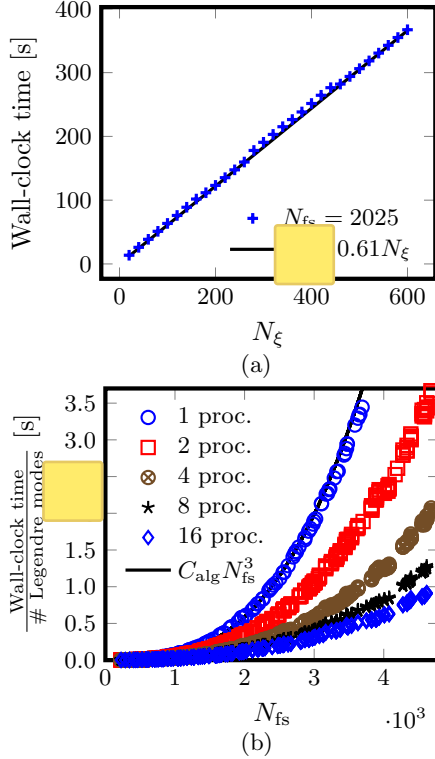 400
300
200
100
0
Wall-clock time [s]
N_fs = 2025
0.61N_ξ
0 200 400 600
N_ξ
(a)
3.5
2.0
1.5
1.0
0.5
0.0
Wall-clock time / # Legendre modes [s]
1 proc.
2 proc.
4 proc.
8 proc.
16 proc.
C_alg N_fs^3
0 1 2 3 4
N_fs
·10^3
(b)